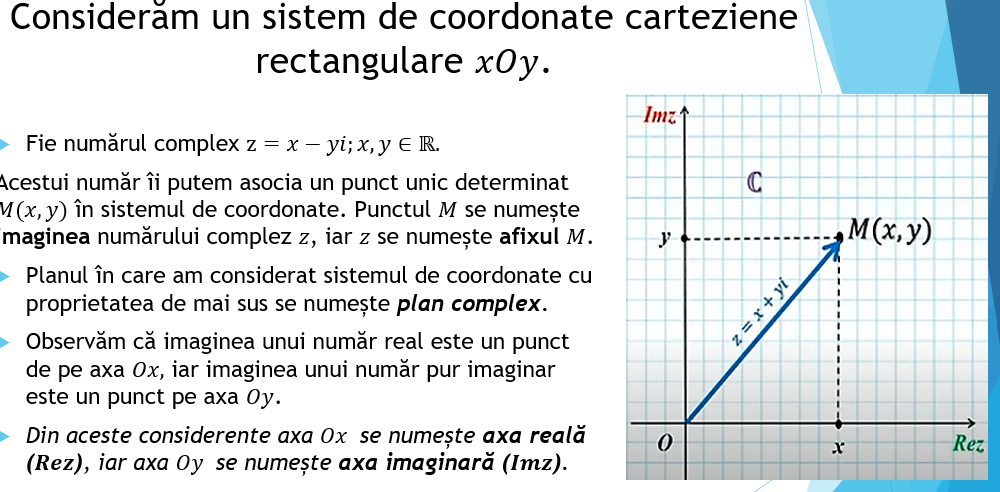 Considerăm un sistem de coordonate carteziene
rectangulare xOy.
Fie numărul complex z = x − yi; x, y ∈ ℝ.
Acestui număr îi putem asocia un punct unic determinat
M(x, y) în sistemul de coordonate. Punctul M se numește
imaginea numărului complez z, iar z se numește afixul M.
Planul în care am considerat sistemul de coordonate cu
proprietatea de mai sus se numește plan complex.
Observăm că imaginea unui număr real este un punct
de pe axa Ox, iar imaginea unui număr pur imaginar
este un punct pe axa Oy.
Din aceste considerente axa Ox se numește axa reală
(Rez), iar axa Oy se numește axa imaginară (Imz).
Imz
ℂ
y
M(x, y)
z = x + yi
O
x
Rez